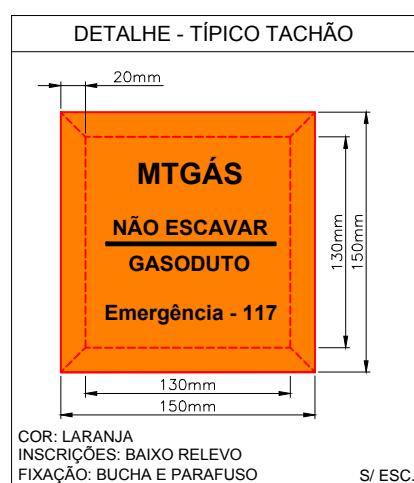 DETALHE - TÍPICO TACHÃO
20mm
MTGÁS
NÃO ESCAVAR
GASODUTO
Emergência - 117
130mm
150mm
130mm
150mm
COR: LARANJA
INSCRIÇÕES: BAIXO RELEVO
FIXAÇÃO: BUCHA E PARAFUSO
S/ ESC.